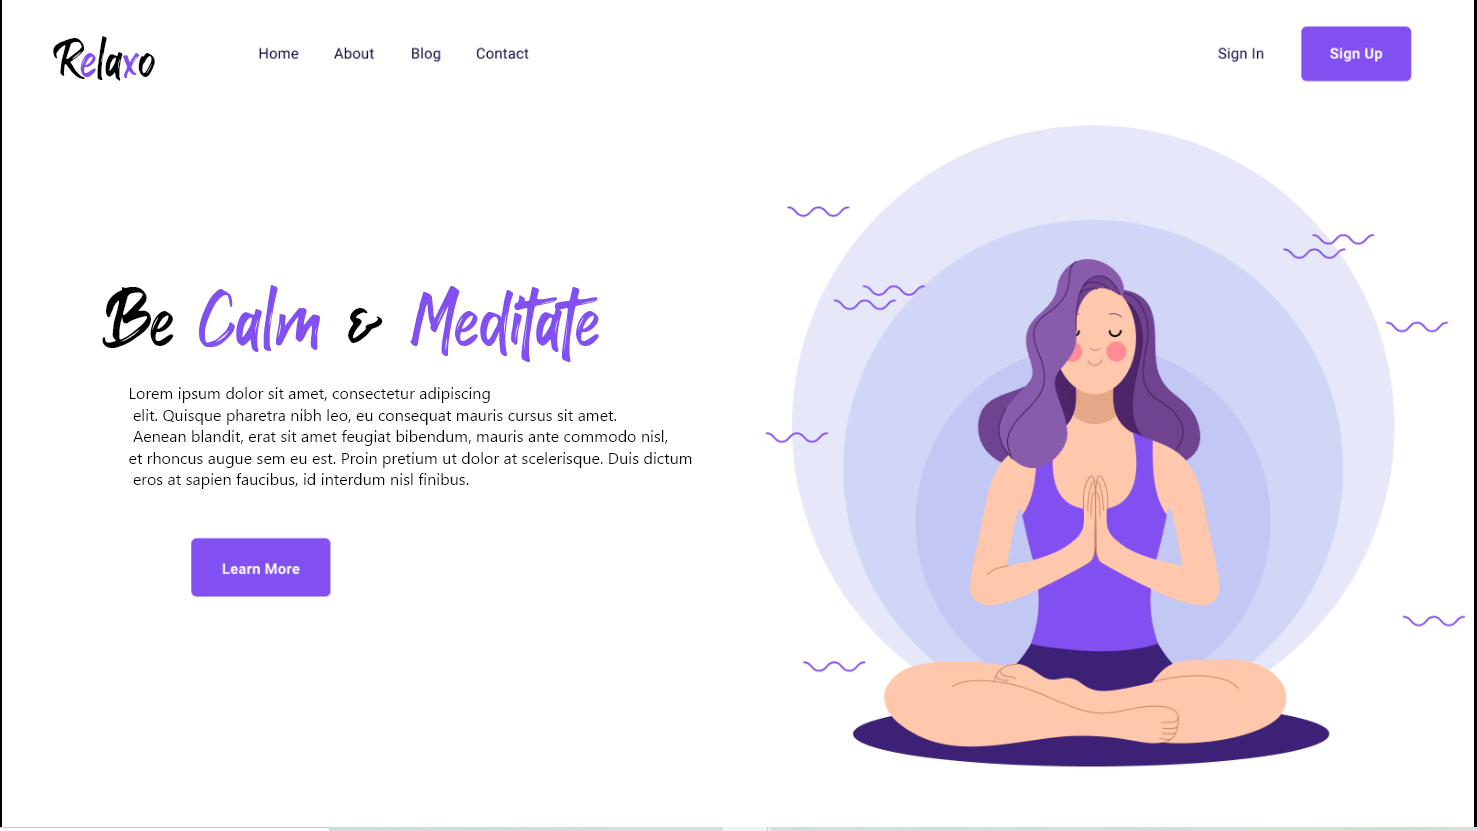 Relaxo
Home About Blog Contact Sign In Sign Up
Be Calm & Meditate
Lorem ipsum dolor sit amet, consectetur adipiscing
elit. Quisque pharetra nibh leo, eu consequat mauris cursus sit amet.
Aenean blandit, erat sit amet feugiat bibendum, mauris ante commodo nisl,
et rhoncus augue sem eu est. Proin pretium ut dolor at scelerisque. Duis dictum
eros at sapien faucibus, id interdum nisl finibus.
Learn More